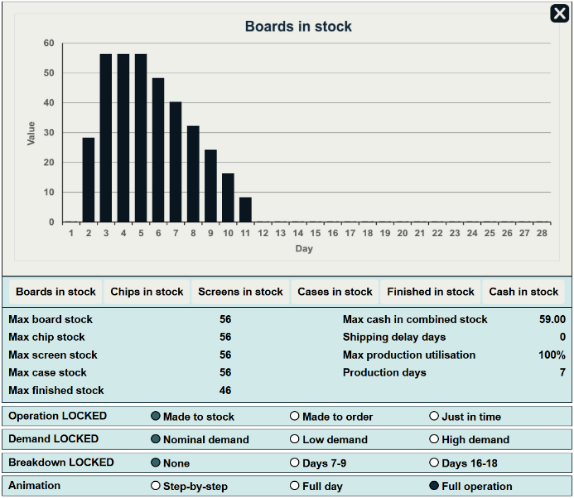 Boards in stock
60
50
40
30
20
10
0
Value
1 2 3 4 5 6 7 8 9 10 11 12 13 14 15 16 17 18 19 20 21 22 23 24 25 26 27 28
Day
Boards in stock Chips in stock Screens in stock Cases in stock Finished in stock Cash in stock
Max board stock 56 Max cash in combined stock 59.00
Max chip stock 56 Shipping delay days 0
Max screen stock 56 Max production utilisation 100%
Max case stock 56 Production days 7
Max finished stock 46
Operation LOCKED Made to stock Made to order Just in time
Demand LOCKED Nominal demand Low demand High demand
Breakdown LOCKED None Days 7-9 Days 16-18
Animation Step-by-step Full day Full operation